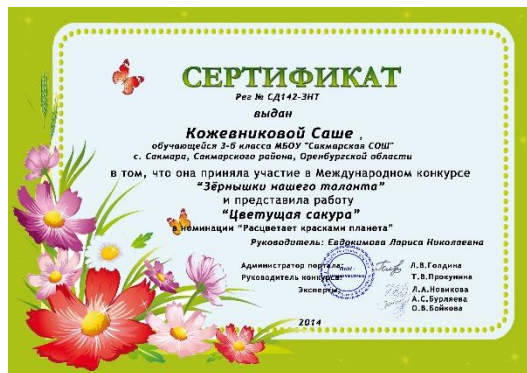 СЕРТИФИКАТ
Рег № СД142-ЗНТ
выдан
Кожевниковой Саше ,
обучающейся 3-б класса МБОУ "Сакмарская СОШ"
с. Сакмара, Сакмарского района, Оренбургской области
в том, что она приняла участие в Международном конкурсе
"Зёрнышки нашего таланта"
и представила работу
"Цветущая сакура"
в номинации "Расцветает красками планета"
Руководитель: Евдокимова Лариса Николаевна
Администратор портала: Л.В.Голдина
Руководитель конкурса: Т.В.Прокунина
Эксперты: Л.А.Новикова
А.С.Бурляева
О.В.Бойкова
2014